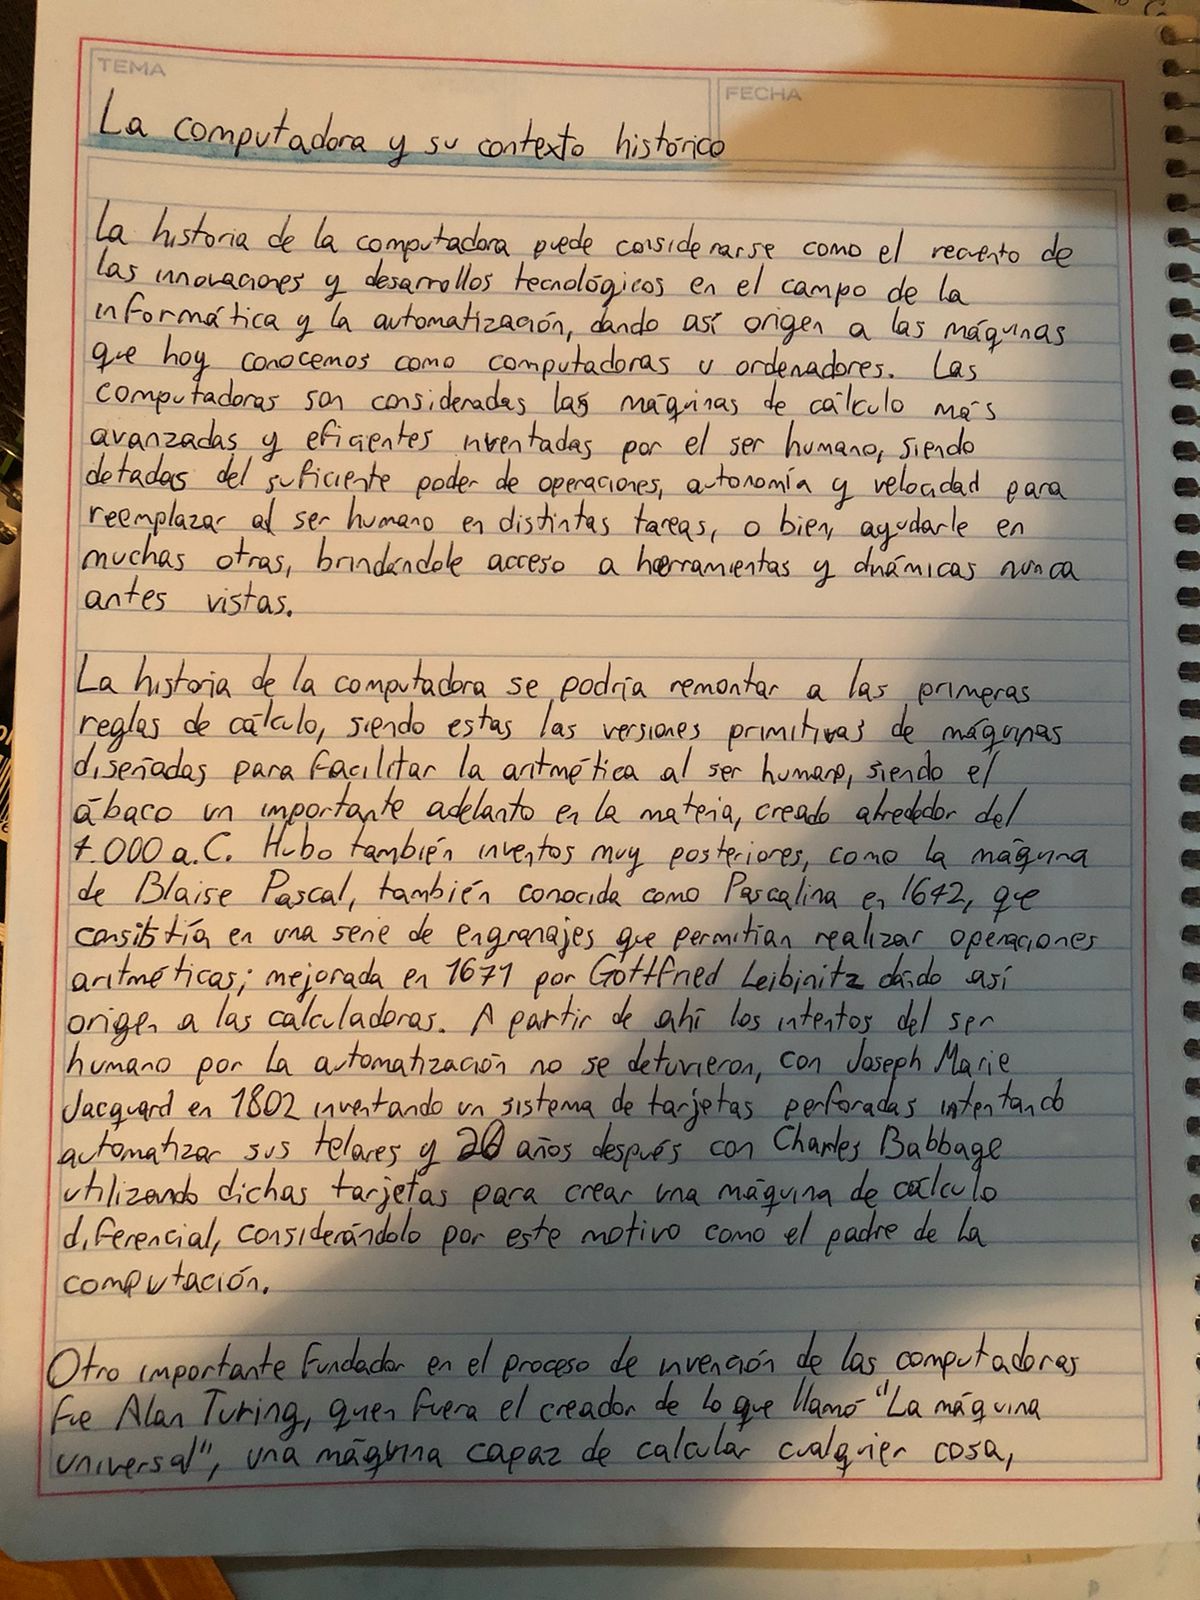 TEMA
FECHA
La computadora y su contexto histórico
La historia de la computadora puede considerarse como el recuento de
las innovaciones y desarrollos tecnológicos en el campo de la
informática y la automatización, dando así origen a las máquinas
que hoy conocemos como computadoras u ordenadores. Las
computadoras son consideradas las máquinas de cálculo más
avanzadas y eficientes inventadas por el ser humano, siendo
dotadas del suficiente poder de operaciones, autonomía y velocidad para
reemplazar al ser humano en distintas tareas, o bien, ayudarle en
muchas otras, brindándole acceso a herramientas y dinámicas nunca
antes vistas.
La historia de la computadora se podría remontar a las primeras
reglas de cálculo, siendo estas las versiones primitivas de máquinas
diseñadas para facilitar la aritmética al ser humano, siendo el
ábaco un importante adelanto en la materia, creado alrededor del
4.000 a.C. Hubo también inventos muy posteriores, como la máquina
de Blaise Pascal, también conocida como Pascalina en 1642, que
consistía en una serie de engranajes que permitían realizar operaciones
aritméticas; mejorada en 1671 por Gottfried Leibinitz dando así
origen a las calculadoras. A partir de ahí los intentos del ser
humano por la automatización no se detuvieron, con Joseph Marie
Jacquard en 1802 inventando un sistema de tarjetas perforadas intentando
automatizar sus telares y 20 años después con Charles Babbage
utilizando dichas tarjetas para crear una máquina de cálculo
diferencial, considerándolo por este motivo como el padre de la
computación.
Otro importante fundador en el proceso de invención de las computadoras
fue Alan Turing, quien fuera el creador de lo que llamó "La máquina
universal", una máquina capaz de calcular cualquier cosa,